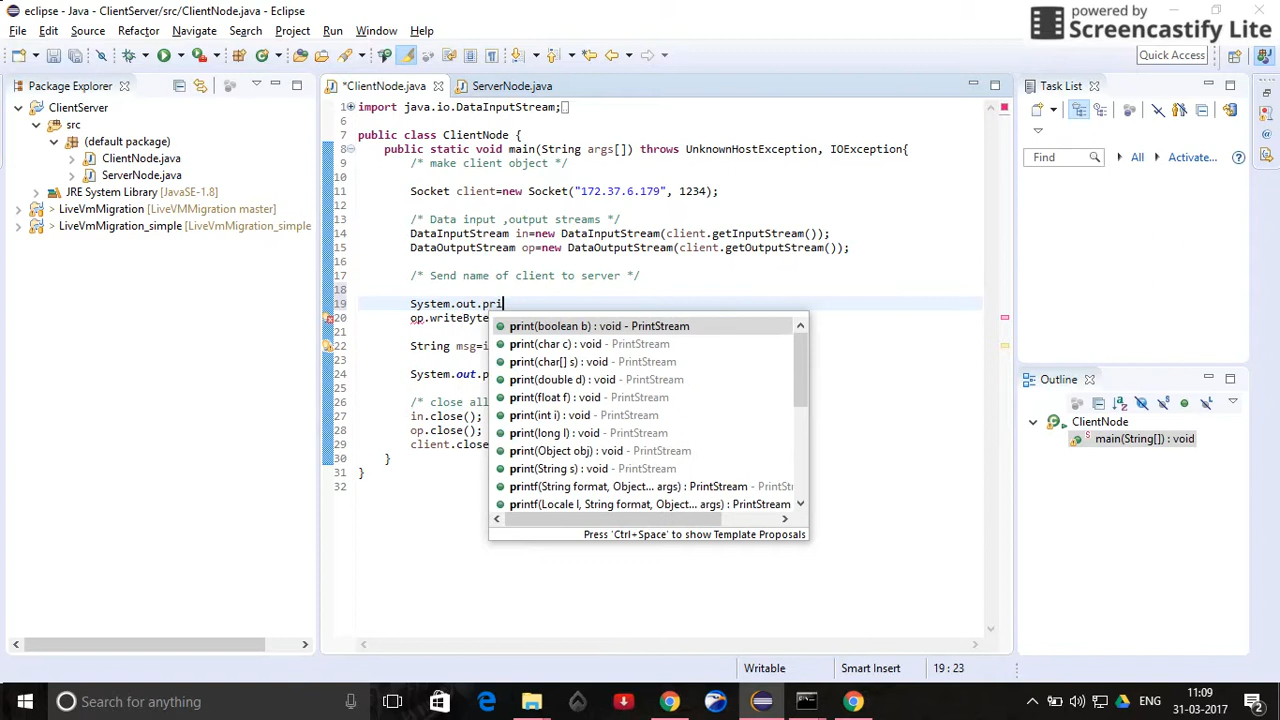 eclipse - Java - ClientServer/src/ClientNode.java - Eclipse
powered by
Screencastify Lite
File Edit Source Refactor Navigate Search Project Run Window Help
Quick Access
Package Explorer
*ClientNode.java
ServerNode.java
Task List
ClientServer
src
(default package)
ClientNode.java
ServerNode.java
JRE System Library [JavaSE-1.8]
> LiveVmMigration [LiveVMMigration master]
> LiveVmMigration_simple [LiveVmMigration_simple
1 import java.io.DataInputStream;
6
7 public class ClientNode {
8 public static void main(String args[]) throws UnknownHostException, IOException{
9 /* make client object */
10
11 Socket client=new Socket("172.37.6.179", 1234);
12
13 /* Data input ,output streams */
14 DataInputStream in=new DataInputStream(client.getInputStream());
15 DataOutputStream op=new DataOutputStream(client.getOutputStream());
16
17 /* Send name of client to server */
18
19 System.out.pri
20 op.writeByte
21
22 String msg=i
23
24 System.out.p
25
26 /* close all
27 in.close();
28 op.close();
29 client.close
30 }
31 }
32
print(boolean b) : void - PrintStream
print(char c) : void - PrintStream
print(char[] s) : void - PrintStream
print(double d) : void - PrintStream
print(float f) : void - PrintStream
print(int i) : void - PrintStream
print(long l) : void - PrintStream
print(Object obj) : void - PrintStream
print(String s) : void - PrintStream
printf(String format, Object... args) : PrintStream - PrintStr
printf(Locale l, String format, Object... args) : PrintStream
Press 'Ctrl+Space' to show Template Proposals
Find
All
Activate...
Outline
ClientNode
main(String[]) : void
Writable
Smart Insert
19 : 23
Search for anything
ENG
11:09
31-03-2017
2